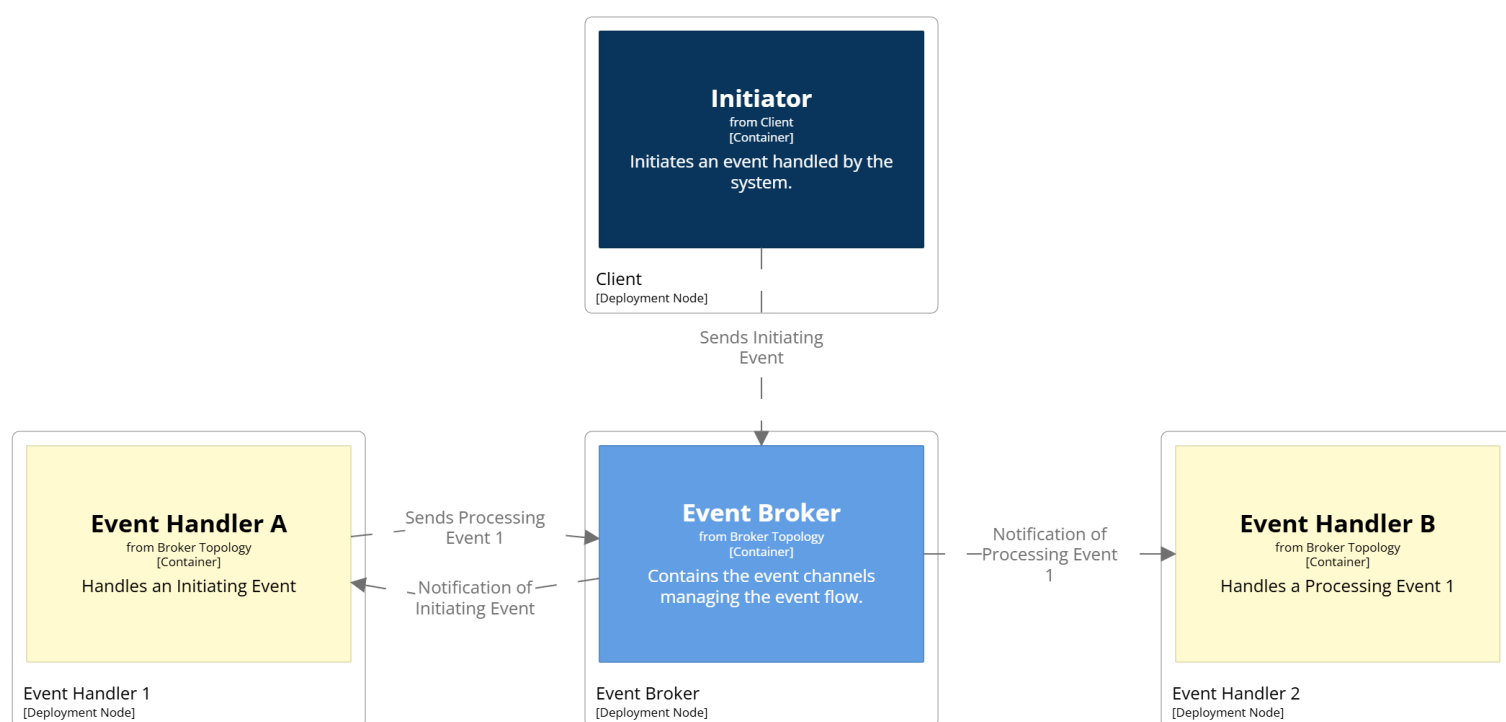 Initiator
from Client
[Container]
Initiates an event handled by the
system.
Client
[Deployment Node]
Sends Initiating
Event
Event Handler A
from Broker Topology
[Container]
Handles an Initiating Event
Event Handler 1
[Deployment Node]
Sends Processing
Event 1
Notification of
Initiating Event
Event Broker
from Broker Topology
[Container]
Contains the event channels
managing the event flow.
Event Broker
[Deployment Node]
Notification of
Processing Event
1
Event Handler B
from Broker Topology
[Container]
Handles a Processing Event 1
Event Handler 2
[Deployment Node]